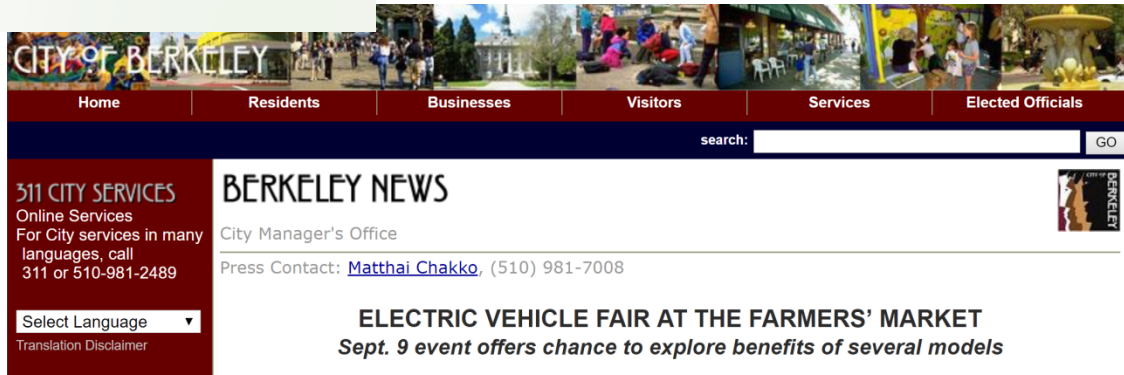 CITY OF BERKELEY
Home Residents Businesses Visitors Services Elected Officials
search: GO
311 CITY SERVICES
Online Services
For City services in many
languages, call
311 or 510-981-2489
Select Language
Translation Disclaimer
BERKELEY NEWS
CITY OF BERKELEY
City Manager's Office
Press Contact: Matthai Chakko, (510) 981-7008
ELECTRIC VEHICLE FAIR AT THE FARMERS’ MARKET
Sept. 9 event offers chance to explore benefits of several models